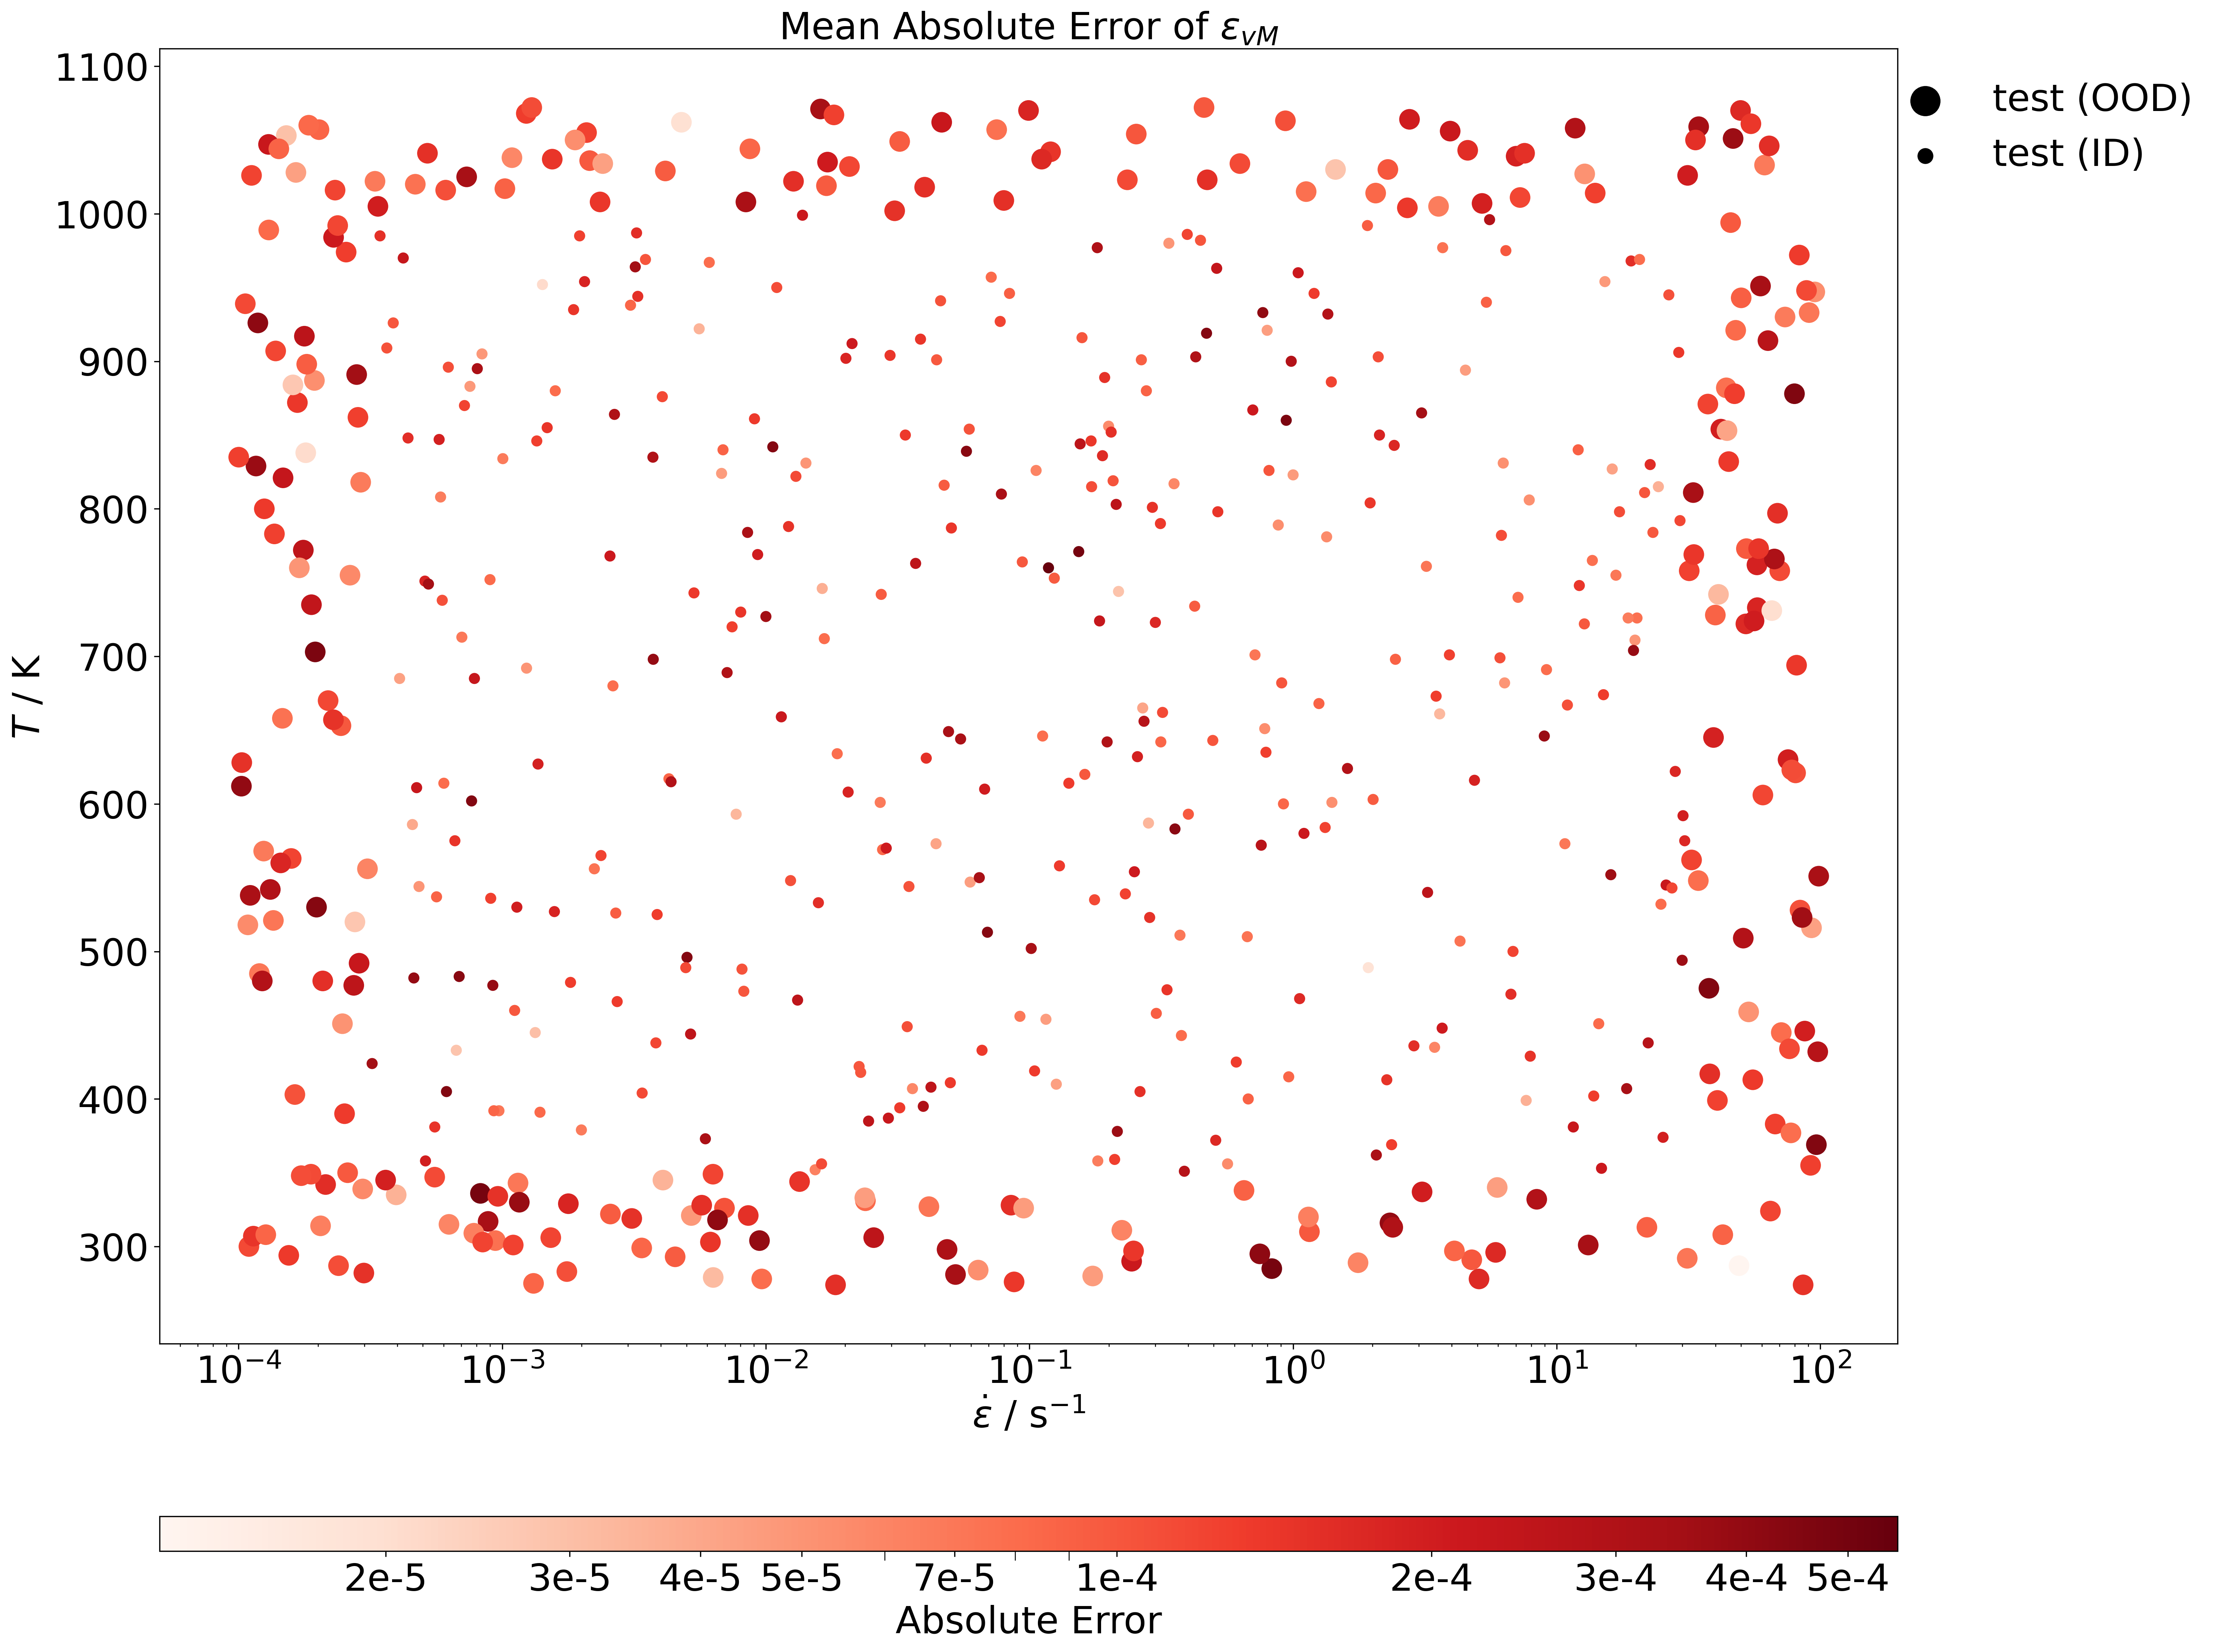 Mean Absolute Error of ε_{vM}
1100
1000
900
800
700
600
500
400
300
T / K
10^{−4} 10^{−3} 10^{−2} 10^{−1} 10^{0} 10^{1} 10^{2}
ε̇ / s^{−1}
test (OOD)
test (ID)
2e-5 3e-5 4e-5 5e-5 7e-5 1e-4 2e-4 3e-4 4e-4 5e-4
Absolute Error